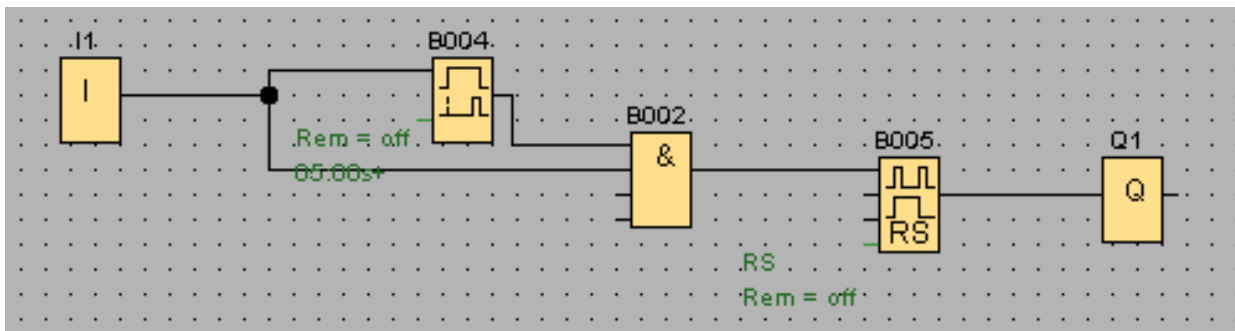 I1
B004
I
B002
Rem = off
&
B005
Q1
05:00s+
Q
RS
RS
Rem = off